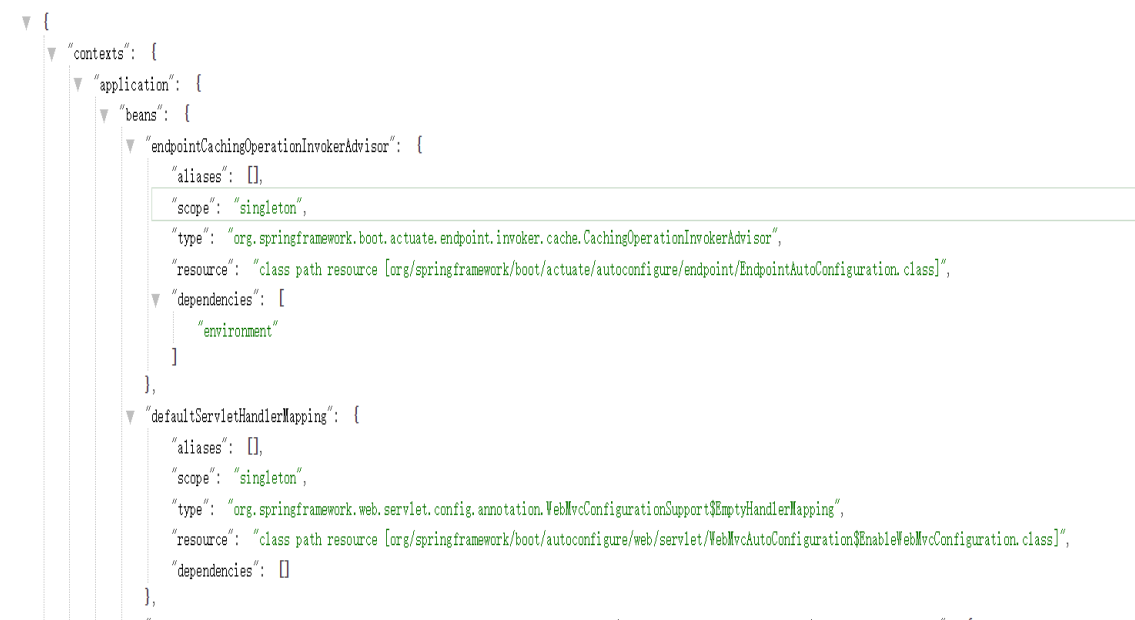 {
"contexts": {
"application": {
"beans": {
"endpointCachingOperationInvokerAdvisor": {
"aliases": [],
"scope": "singleton",
"type": "org.springframework.boot.actuate.endpoint.invoker.cache.CachingOperationInvokerAdvisor",
"resource": "class path resource [org/springframework/boot/actuate/autoconfigure/endpoint/EndpointAutoConfiguration.class]",
"dependencies": [
"environment"
]
},
"defaultServletHandlerMapping": {
"aliases": [],
"scope": "singleton",
"type": "org.springframework.web.servlet.config.annotation.WebMvcConfigurationSupport$EmptyHandlerMapping",
"resource": "class path resource [org/springframework/boot/autoconfigure/web/servlet/WebMvcAutoConfiguration$EnableWebMvcConfiguration.class]",
"dependencies": []
},